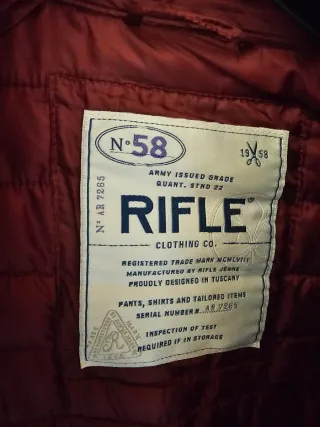 Nº58
19 58
ARMY ISSUED GRADE
QUANT. STND 22
Nº AR 7265
RIFLE®
CLOTHING CO.
REGISTERED TRADE MARK MCMLVIII
MANUFACTURED BY RIFLE JEANS
PROUDLY DESIGNED IN TUSCANY
PANTS, SHIRTS AND TAILORED ITEMS
SERIAL NUMBER # AR 7265
INSPECTION OF TEST
REQUIRED IF IN STORAGE